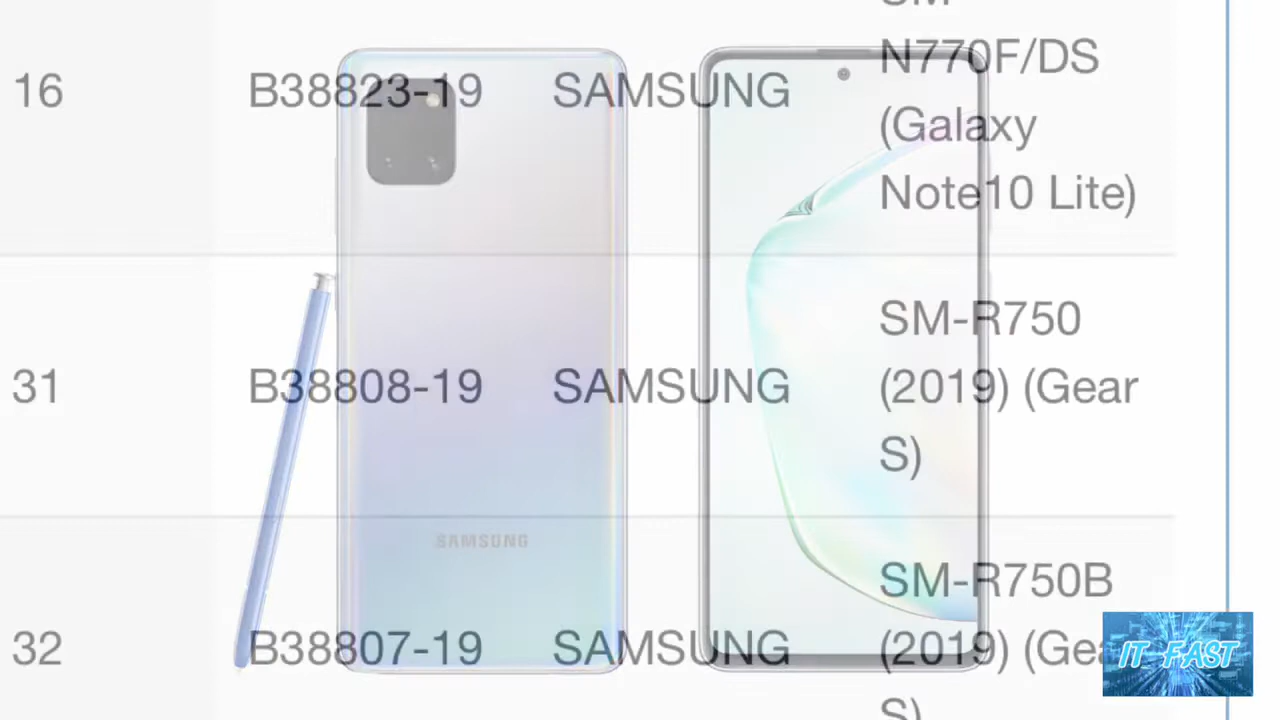 SM-
16 B38823-19 SAMSUNG N770F/DS
(Galaxy
Note10 Lite)
31 B38808-19 SAMSUNG SM-R750
(2019) (Gear
S)
SAMSUNG
32 B38807-19 SAMSUNG SM-R750B
(2019) (Gea
S)
IT FAST